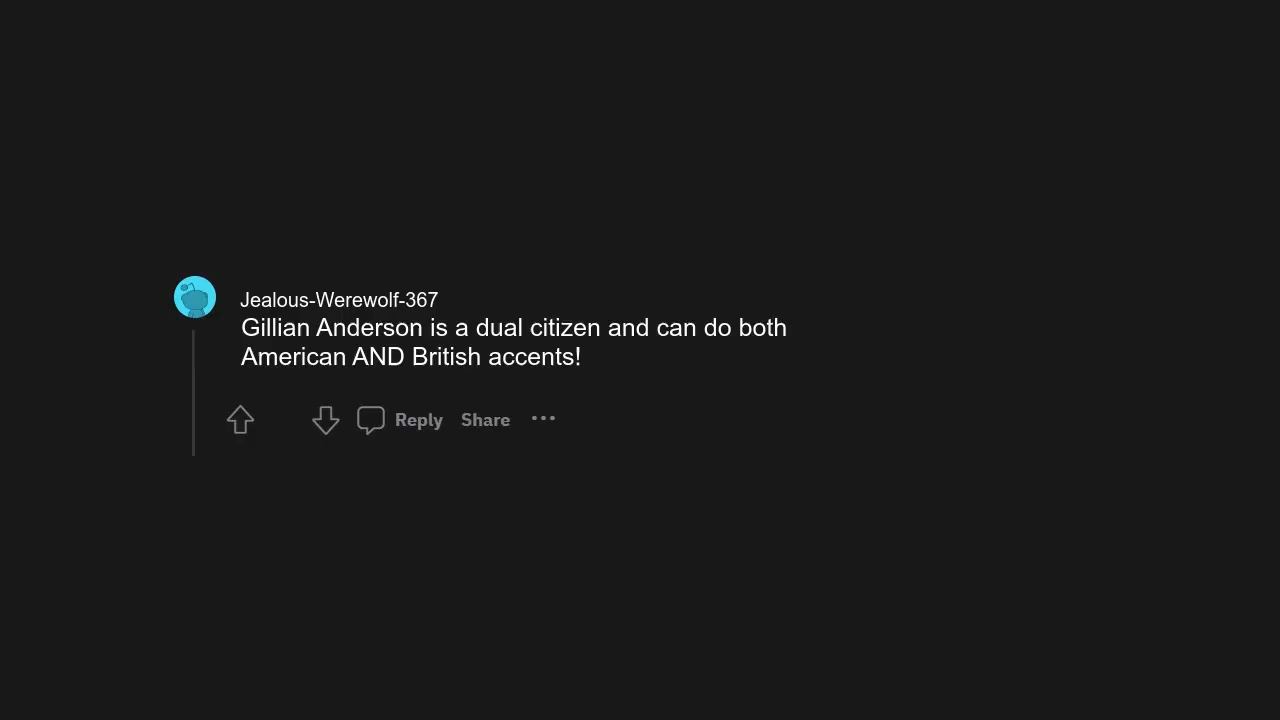 Jealous-Werewolf-367
Gillian Anderson is a dual citizen and can do both
American AND British accents!
Reply Share